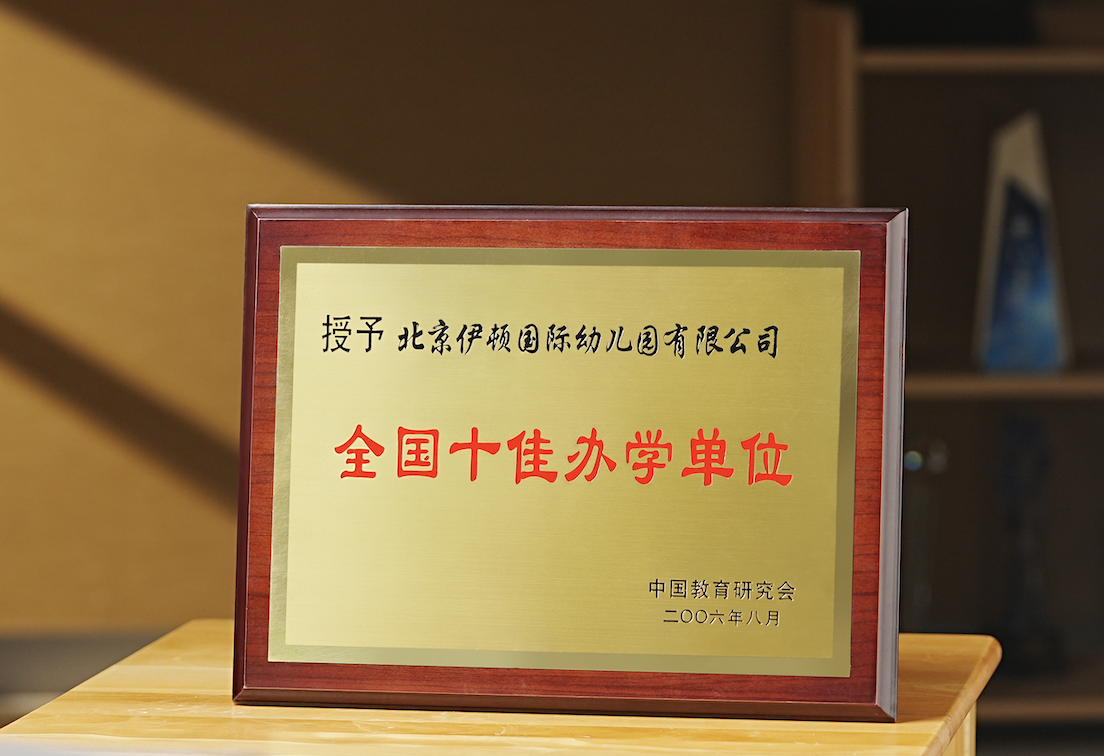 授予 北京伊顿国际幼儿园有限公司
全国十佳办学单位
中国教育研究会
二〇〇六年八月